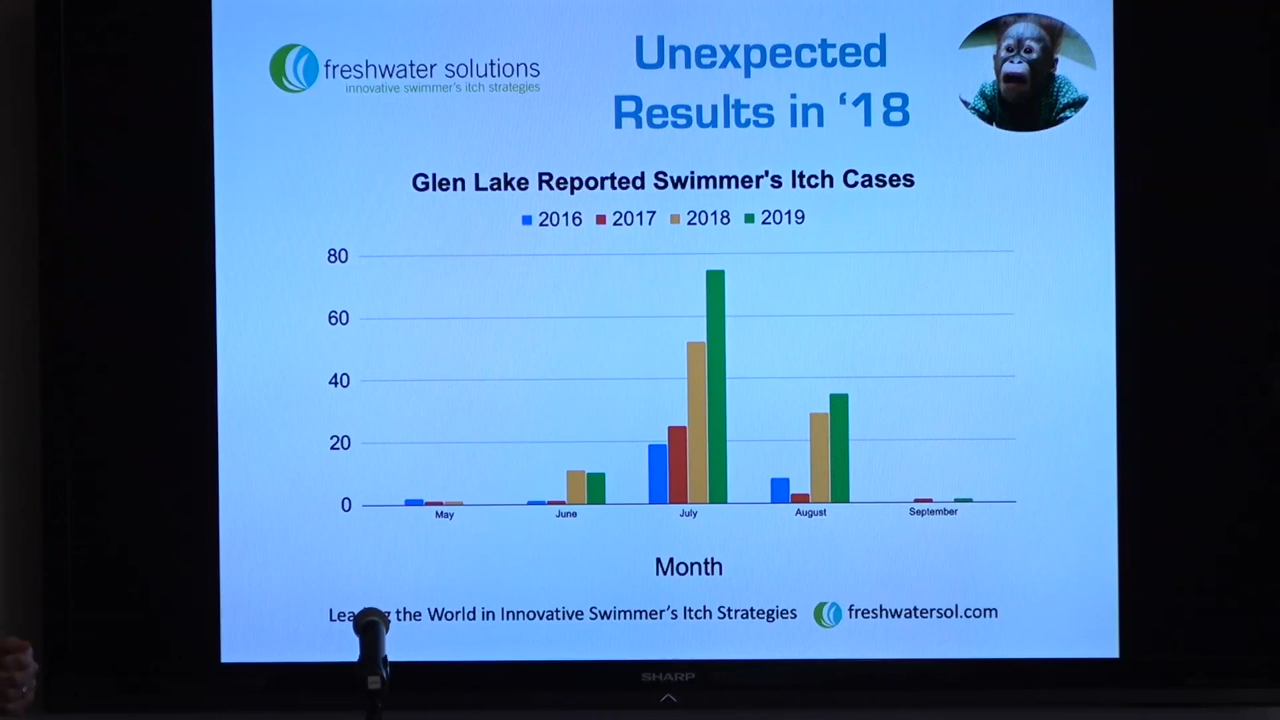 freshwater solutions
innovative swimmer's itch strategies
Unexpected
Results in ‘18
Glen Lake Reported Swimmer's Itch Cases
2016 2017 2018 2019
80
60
40
20
0
May June July August September
Month
the World in Innovative Swimmer’s Itch Strategies freshwatersol.com
SHARP